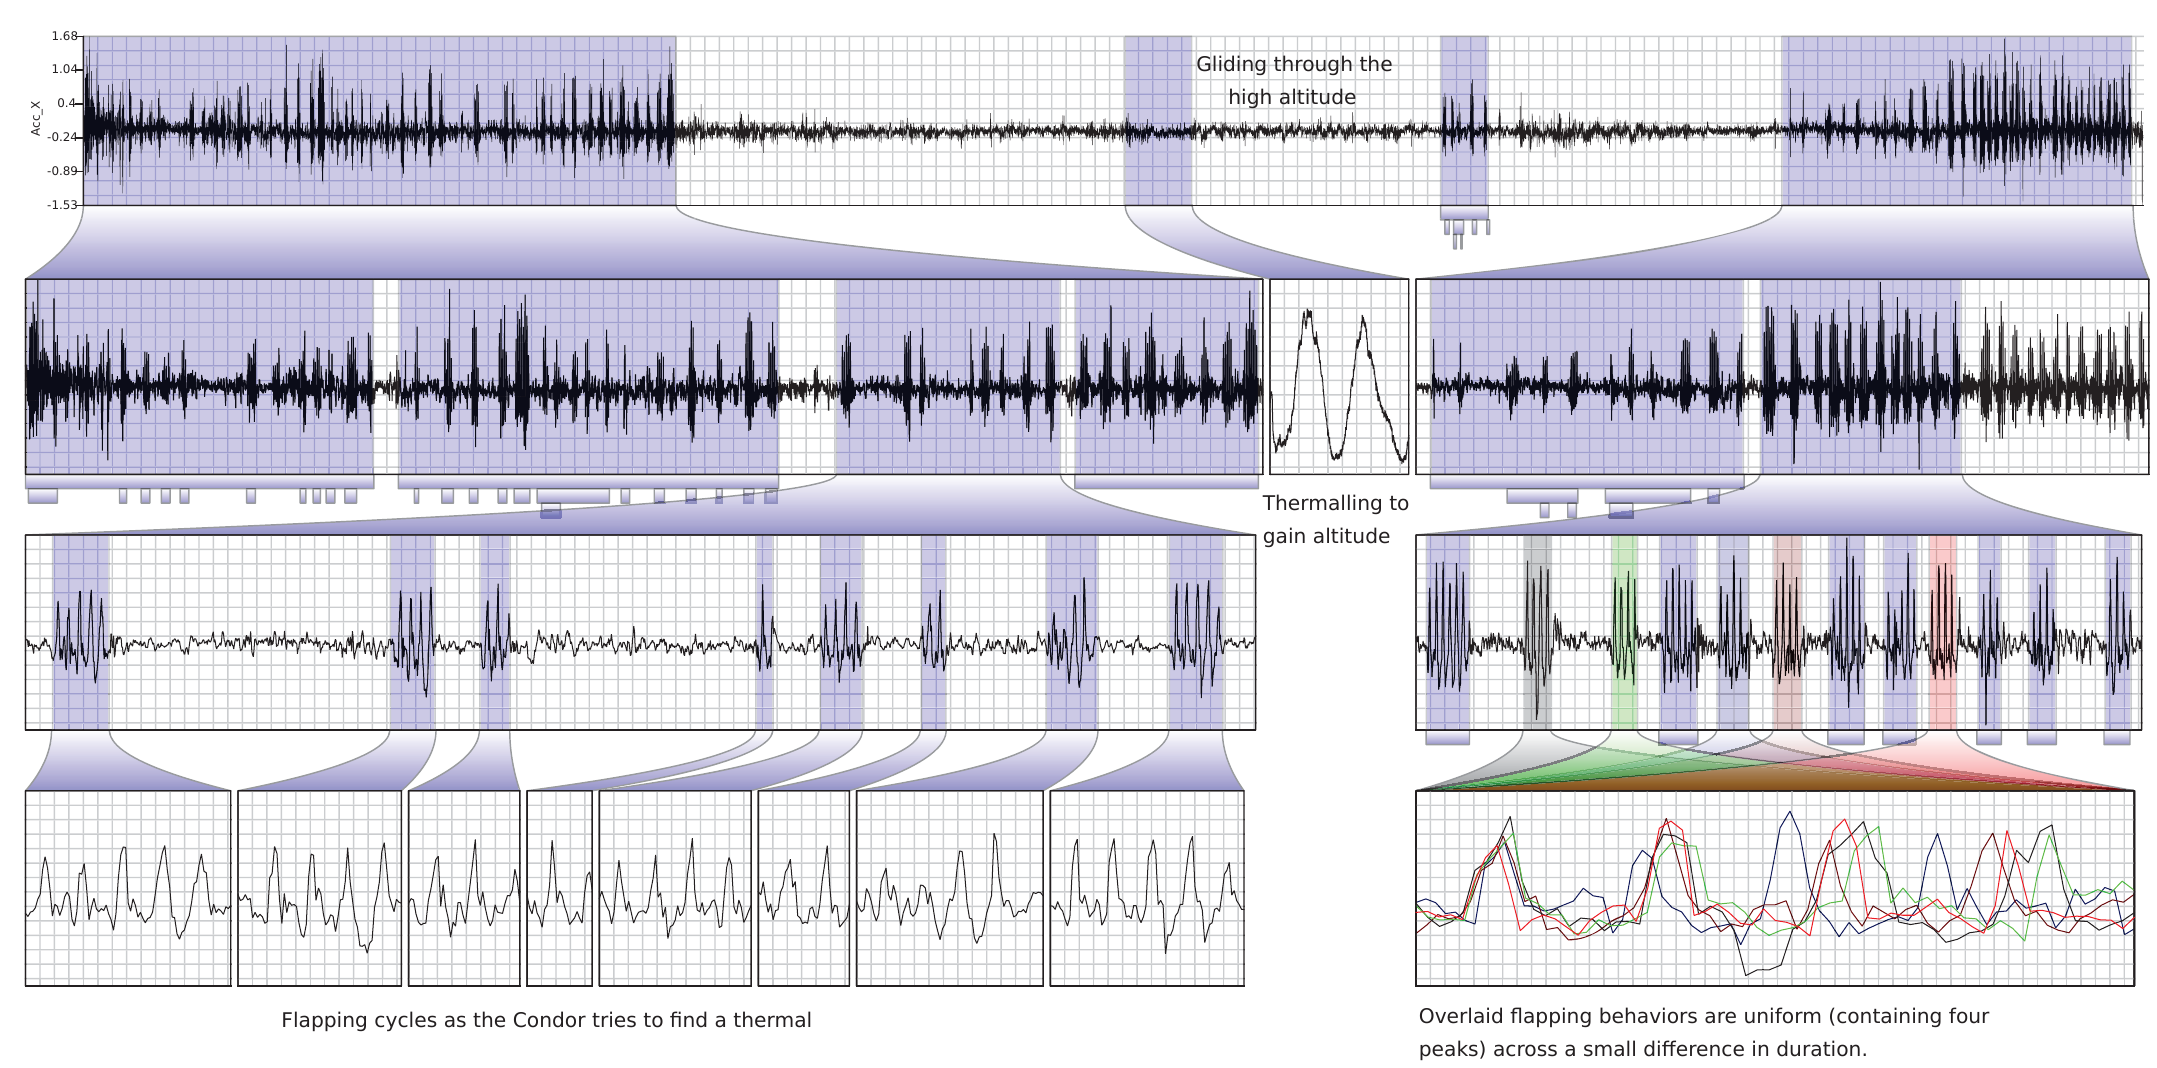 1.68
1.04
0.4
-0.24
-0.89
-1.53
Acc_X
Gliding through the
high altitude
Thermalling to
gain altitude
Flapping cycles as the Condor tries to find a thermal
Overlaid flapping behaviors are uniform (containing four
peaks) across a small difference in duration.